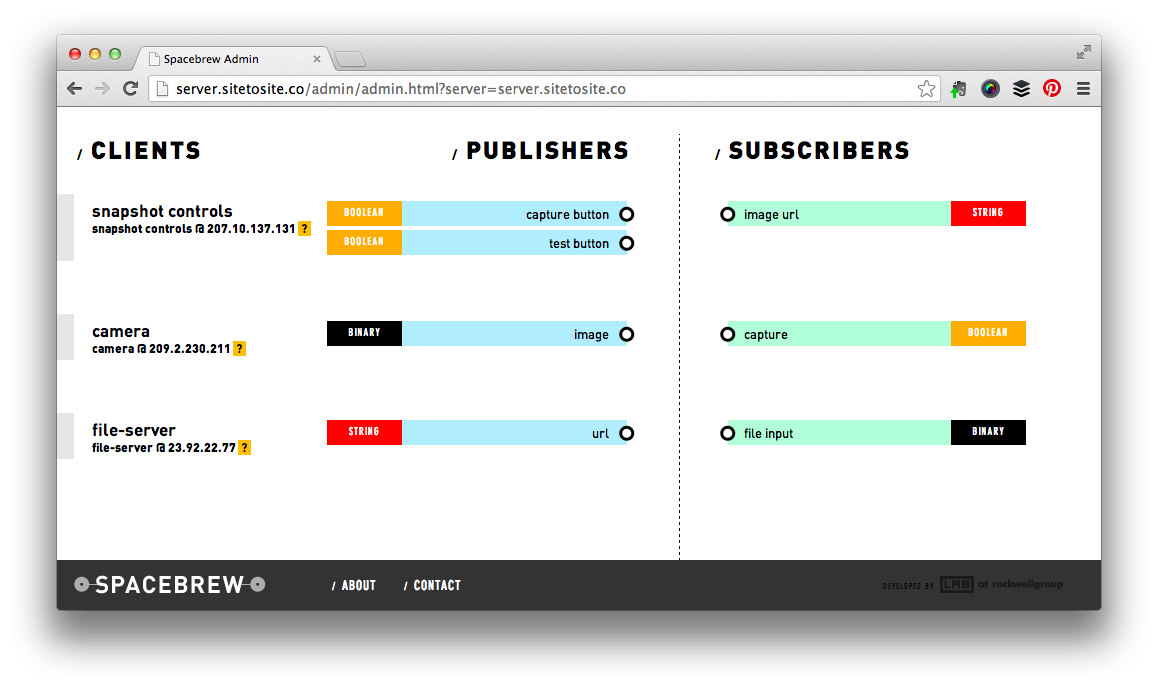 Spacebrew Admin
server.sitetosite.co/admin/admin.html?server=server.sitetosite.co
/ CLIENTS
/ PUBLISHERS
/ SUBSCRIBERS
snapshot controls
snapshot controls @ 207.10.137.131 ?
BOOLEAN capture button
BOOLEAN test button
image url STRING
camera
camera @ 209.2.230.211 ?
BINARY image
capture BOOLEAN
file-server
file-server @ 23.92.22.77 ?
STRING url
file input BINARY
SPACEBREW
/ ABOUT
/ CONTACT
DEVELOPED BY LAB at rockwellgroup